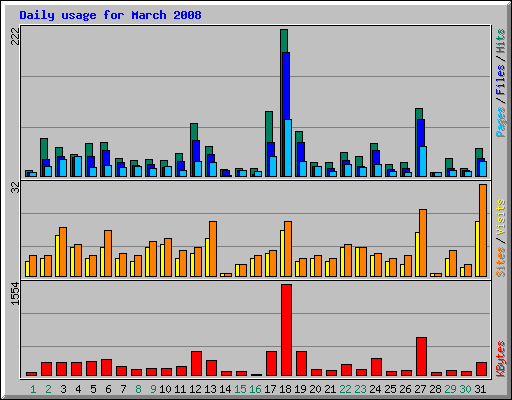 Daily usage for March 2008
222
Pages / Files / Hits
32
Sites / Visits
1554
KBytes
1 2 3 4 5 6 7 8 9 10 11 12 13 14 15 16 17 18 19 20 21 22 23 24 25 26 27 28 29 30 31